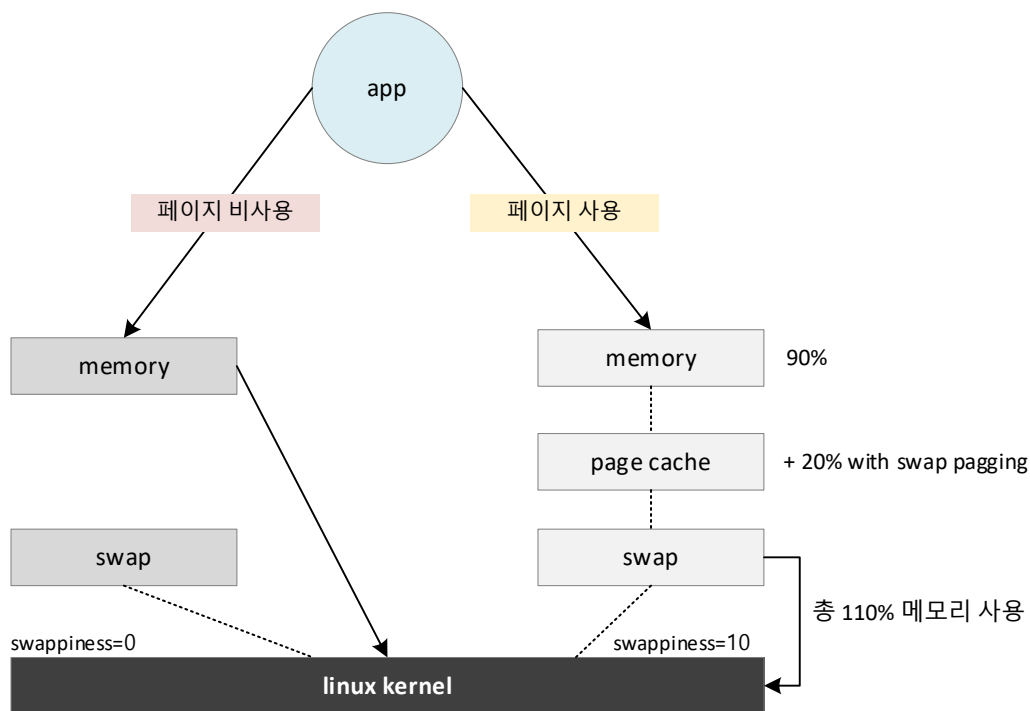 app
페이지 비사용
페이지 사용
memory
memory
90%
page cache
+ 20% with swap pagging
swap
swap
총 110% 메모리 사용
swappiness=0
swappiness=10
linux kernel